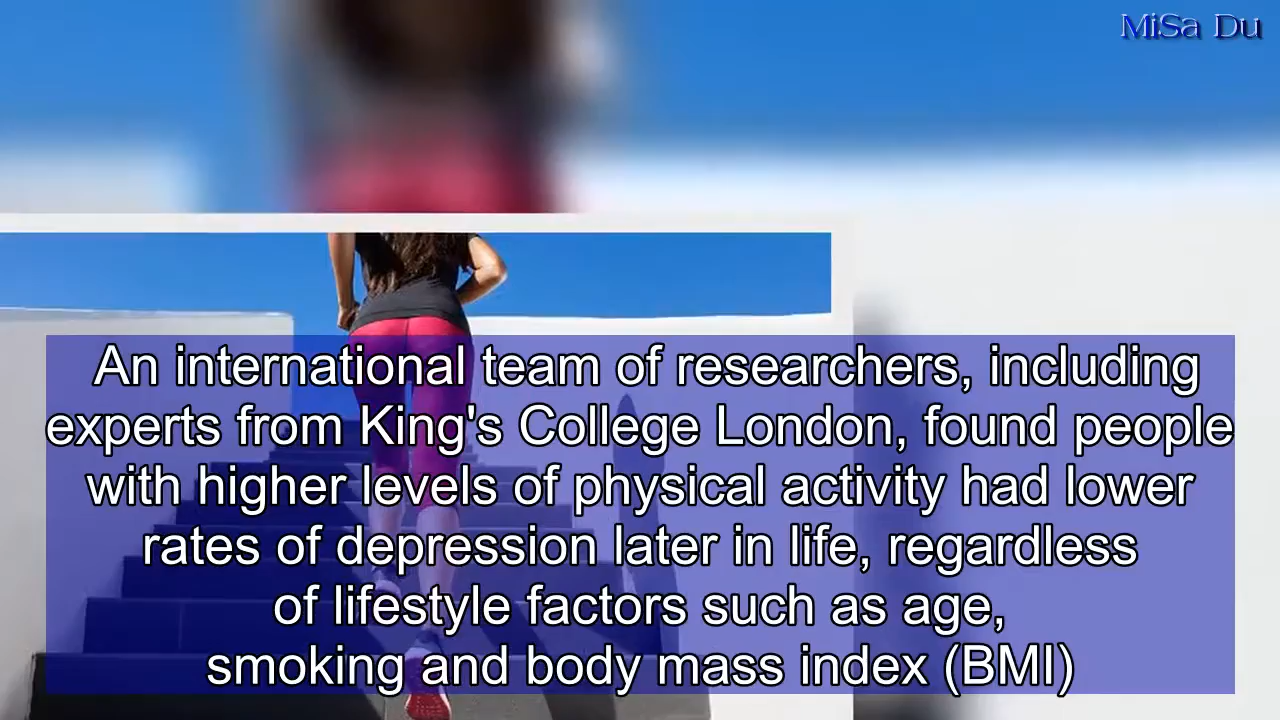 MiSa Du
An international team of researchers, including
experts from King's College London, found people
with higher levels of physical activity had lower
rates of depression later in life, regardless
of lifestyle factors such as age,
smoking and body mass index (BMI)